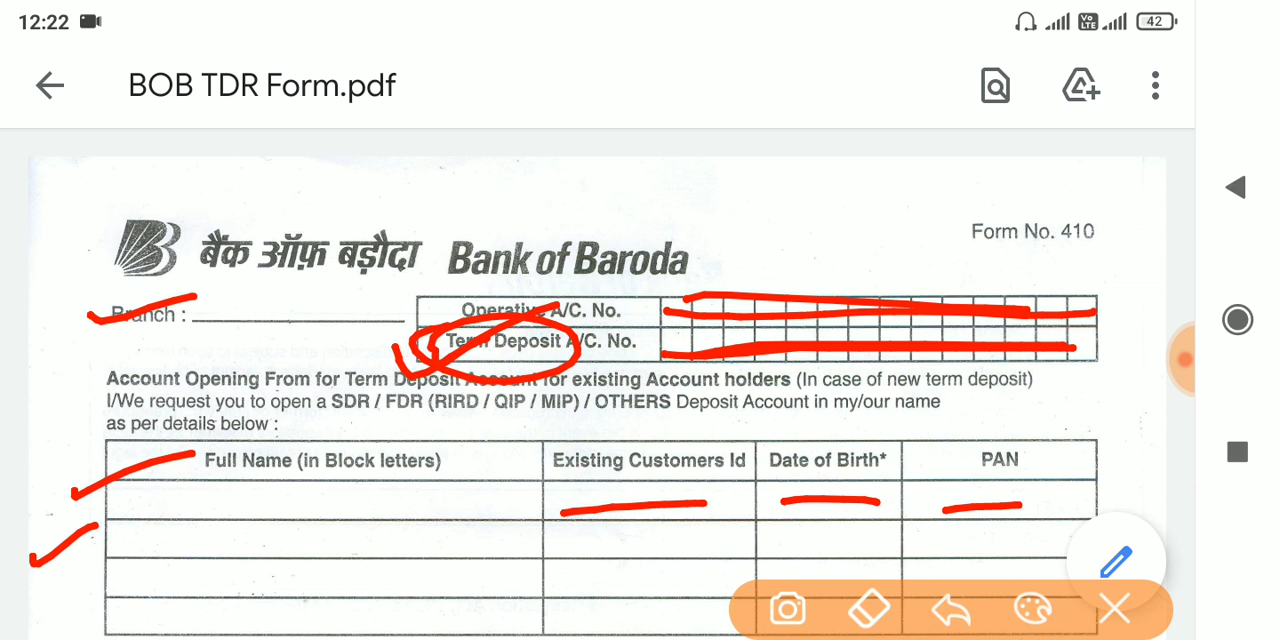 12:22
Vo LTE 42
BOB TDR Form.pdf
Form No. 410
बैंक ऑफ़ बड़ौदा Bank of Baroda
Branch :
Operative A/C. No.
Term Deposit A/C. No.
Account Opening From for Term Deposit Account for existing Account holders (In case of new term deposit)
I/We request you to open a SDR / FDR (RIRD / QIP / MIP) / OTHERS Deposit Account in my/our name
as per details below :
Full Name (in Block letters) Existing Customers Id Date of Birth* PAN